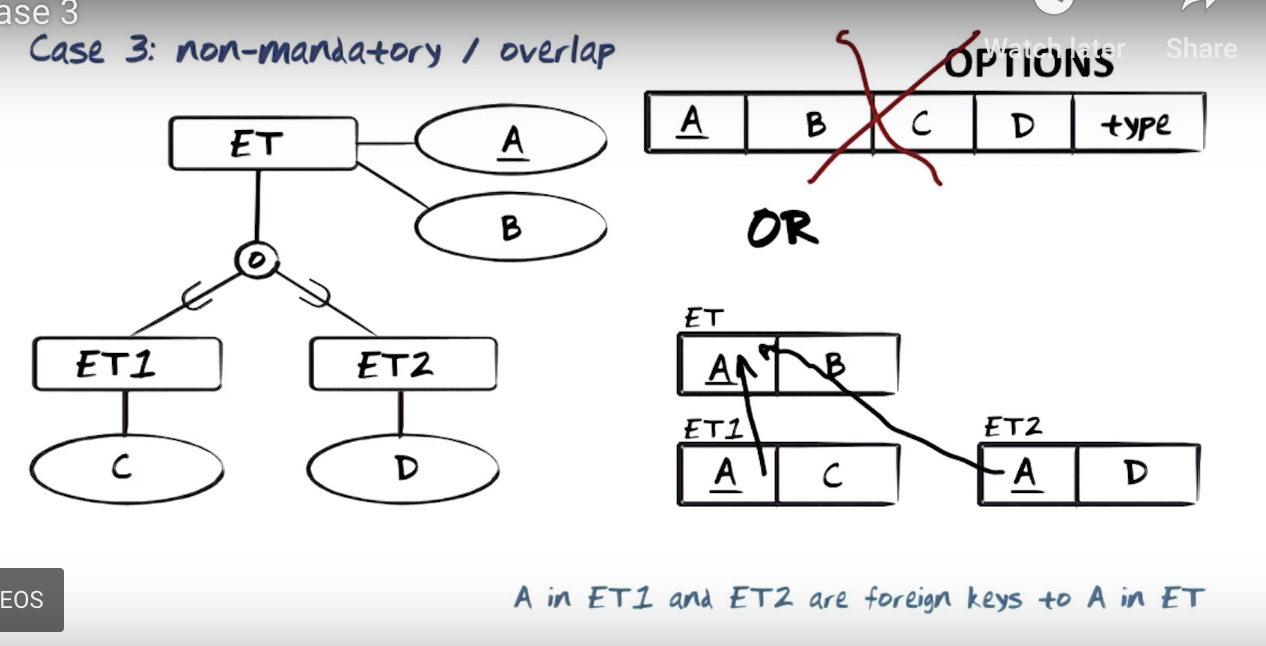 ase 3
Case 3: non-mandatory / overlap
Watch later
Share
OPTIONS
A B C D type
OR
ET
A
B
O
ET1
ET2
C
D
ET
A B
ET1
A C
ET2
A D
A in ET1 and ET2 are foreign keys to A in ET
EOS